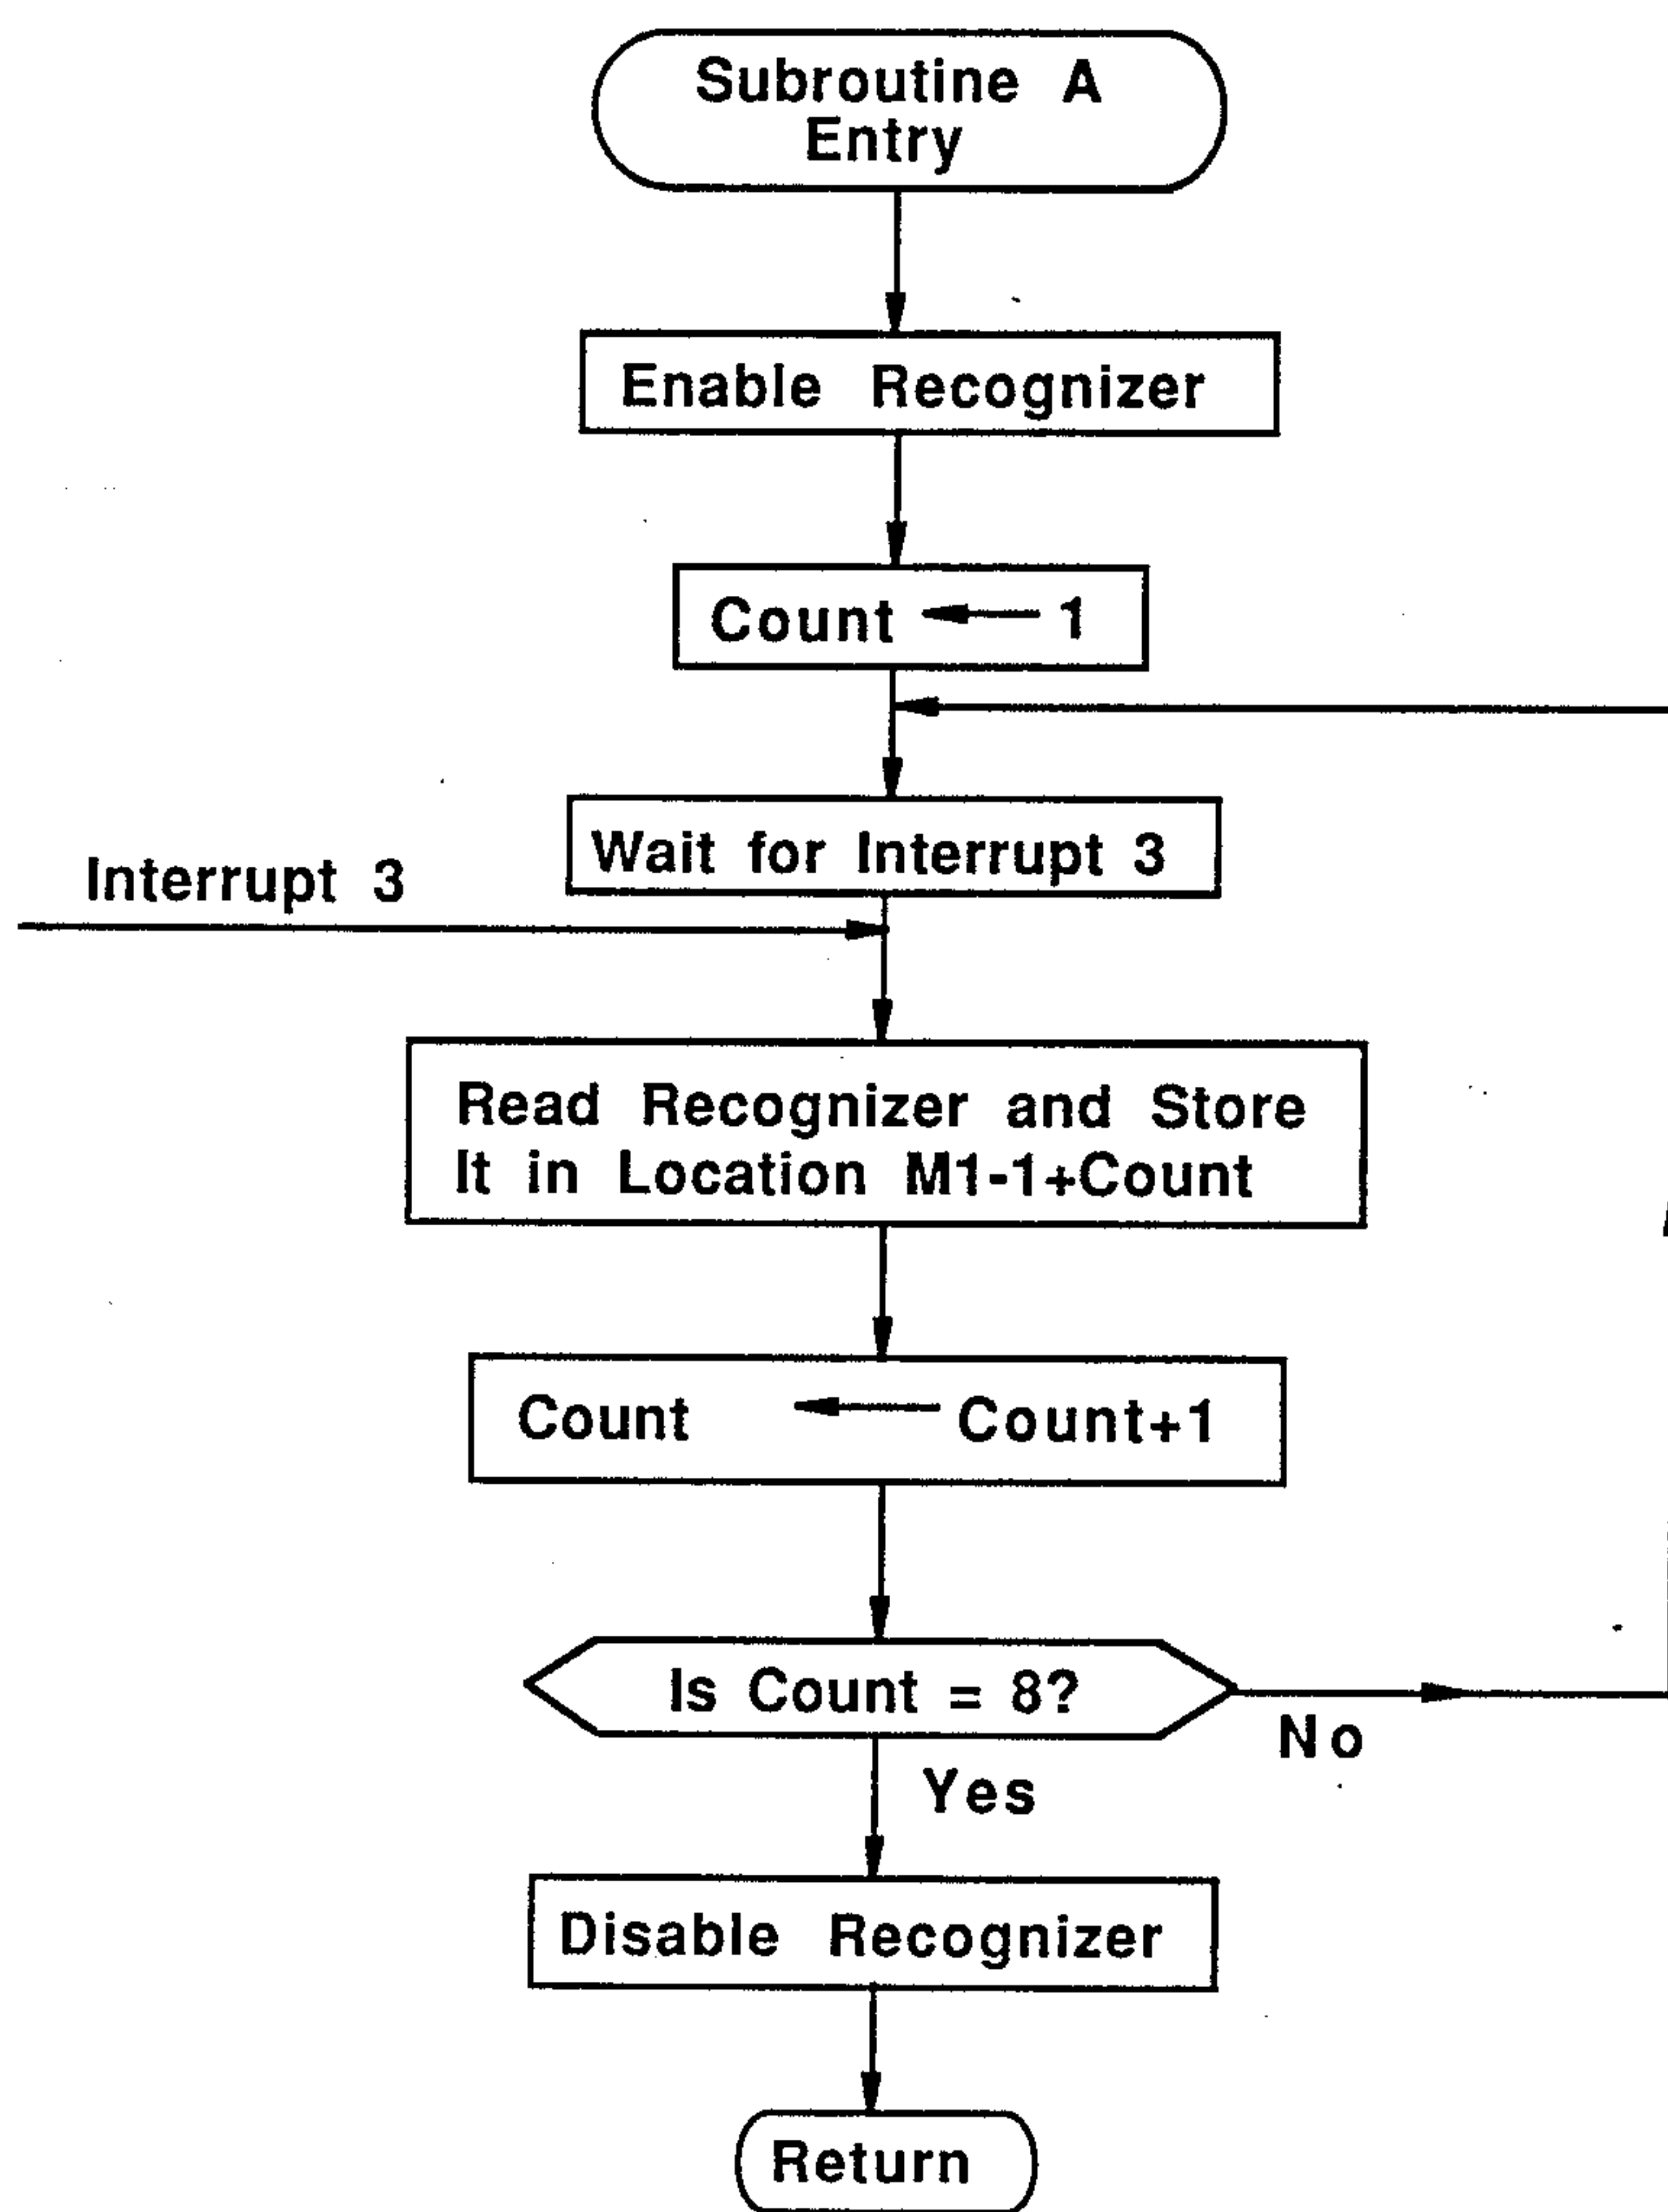 Subroutine A
Entry
Enable Recognizer
Count ← 1
Wait for Interrupt 3
Interrupt 3
Read Recognizer and Store
It in Location M1-1+Count
Count ← Count+1
Is Count = 8?
No
Yes
Disable Recognizer
Return